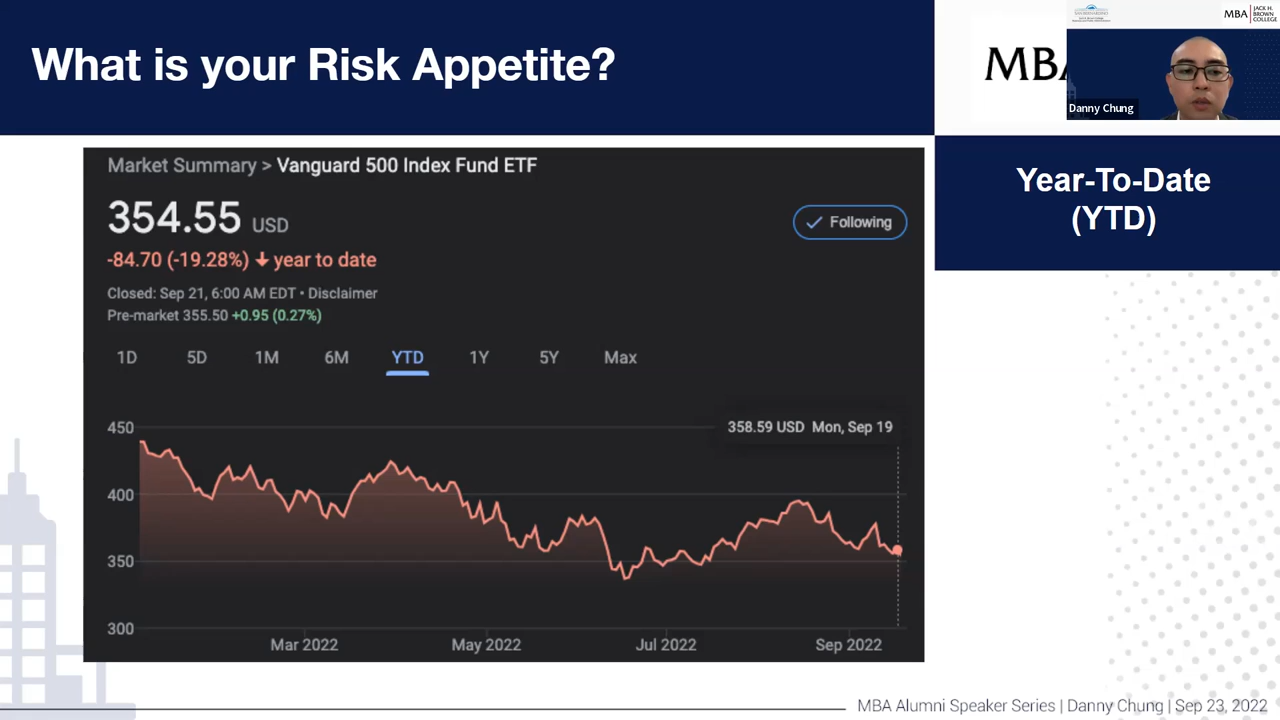 What is your Risk Appetite?
MBA
MBA | JACK H. BROWN COLLEGE
Danny Chung
Year-To-Date
(YTD)
Market Summary > Vanguard 500 Index Fund ETF
354.55 USD
Following
-84.70 (-19.28%) ↓ year to date
Closed: Sep 21, 6:00 AM EDT • Disclaimer
Pre-market 355.50 +0.95 (0.27%)
1D 5D 1M 6M YTD 1Y 5Y Max
358.59 USD Mon, Sep 19
450
400
350
300
Mar 2022 May 2022 Jul 2022 Sep 2022
MBA Alumni Speaker Series | Danny Chung | Sep 23, 2022